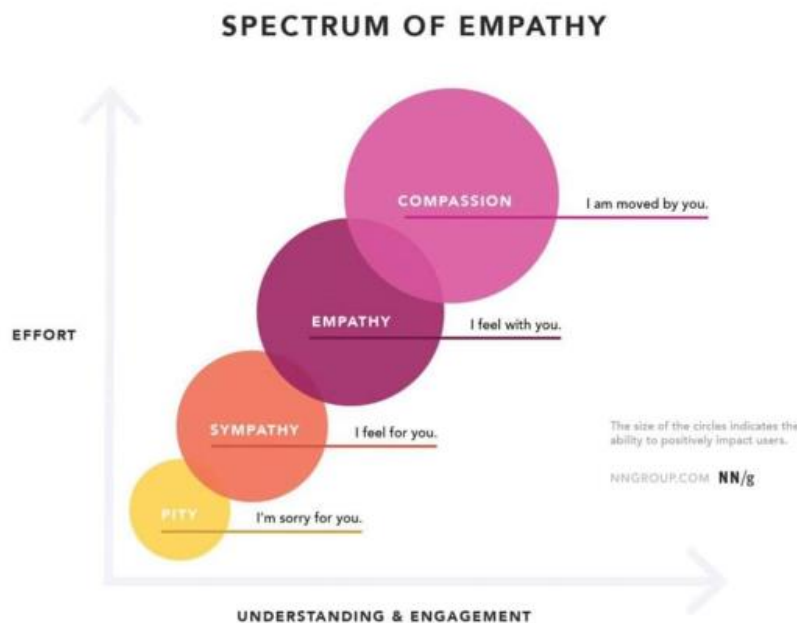 SPECTRUM OF EMPATHY
COMPASSION
I am moved by you.
EMPATHY
I feel with you.
EFFORT
SYMPATHY
I feel for you.
The size of the circles indicates the
ability to positively impact users.
NNGROUP.COM NN/g
PITY
I'm sorry for you.
UNDERSTANDING & ENGAGEMENT